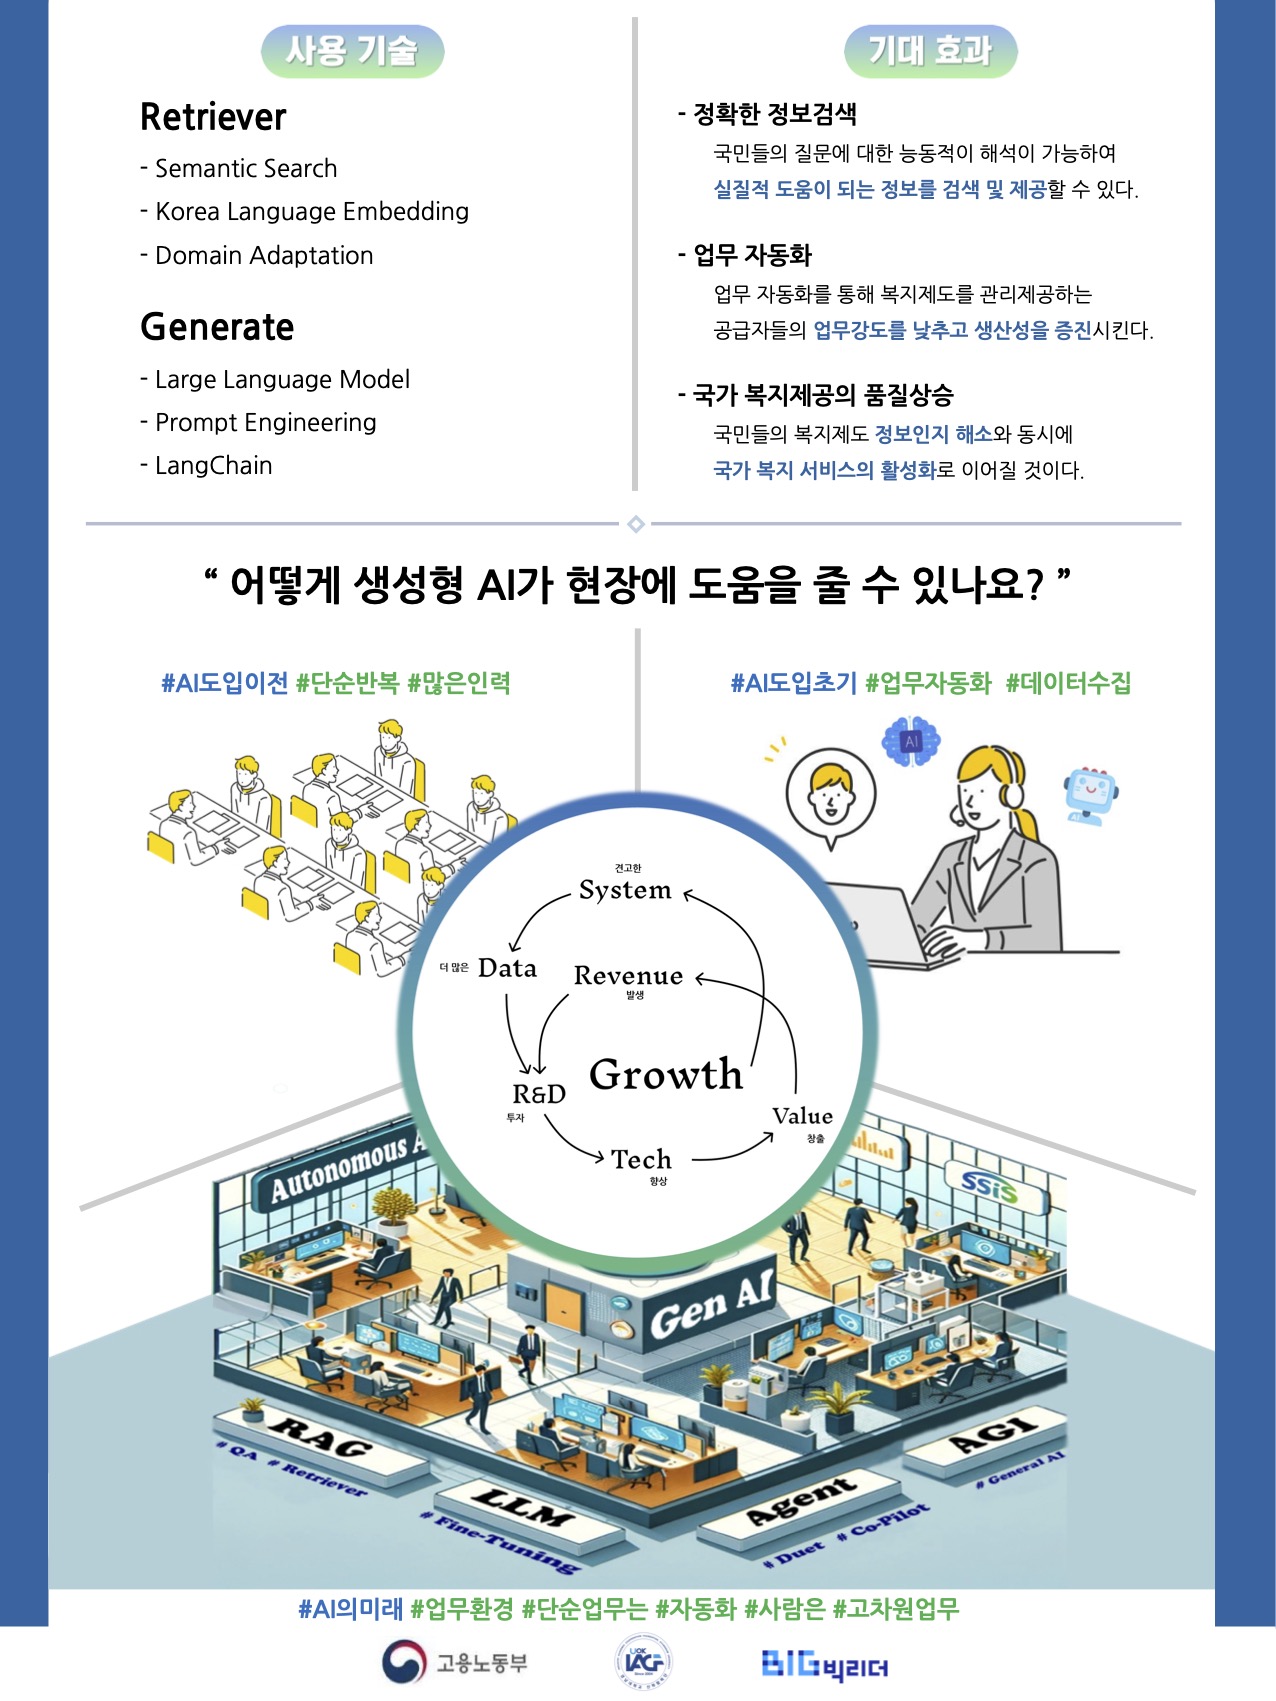 사용 기술
Retriever
- Semantic Search
- Korea Language Embedding
- Domain Adaptation
Generate
- Large Language Model
- Prompt Engineering
- LangChain
기대 효과
- 정확한 정보검색
국민들의 질문에 대한 능동적이 해석이 가능하여
실질적 도움이 되는 정보를 검색 및 제공할 수 있다.
- 업무 자동화
업무 자동화를 통해 복지제도를 관리제공하는
공급자들의 업무강도를 낮추고 생산성을 증진시킨다.
- 국가 복지제공의 품질상승
국민들의 복지제도 정보인지 해소와 동시에
국가 복지 서비스의 활성화로 이어질 것이다.
“ 어떻게 생성형 AI가 현장에 도움을 줄 수 있나요? ”
#AI도입이전 #단순반복 #많은인력
#AI도입초기 #업무자동화 #데이터수집
AI
AI
견고한
System
더 많은 Data
Revenue
발생
Growth
R&D
투자
Value
창출
Tech
향상
Autonomous A
SSiS
Gen AI
RAG
# QA # Retriever
LLM
# Fine-Tuning
Agent
# Duet # Co-Pilot
AGI
# General AI
#AI의미래 #업무환경 #단순업무는 #자동화 #사람은 #고차원업무
고용노동부
BIG 빅리더